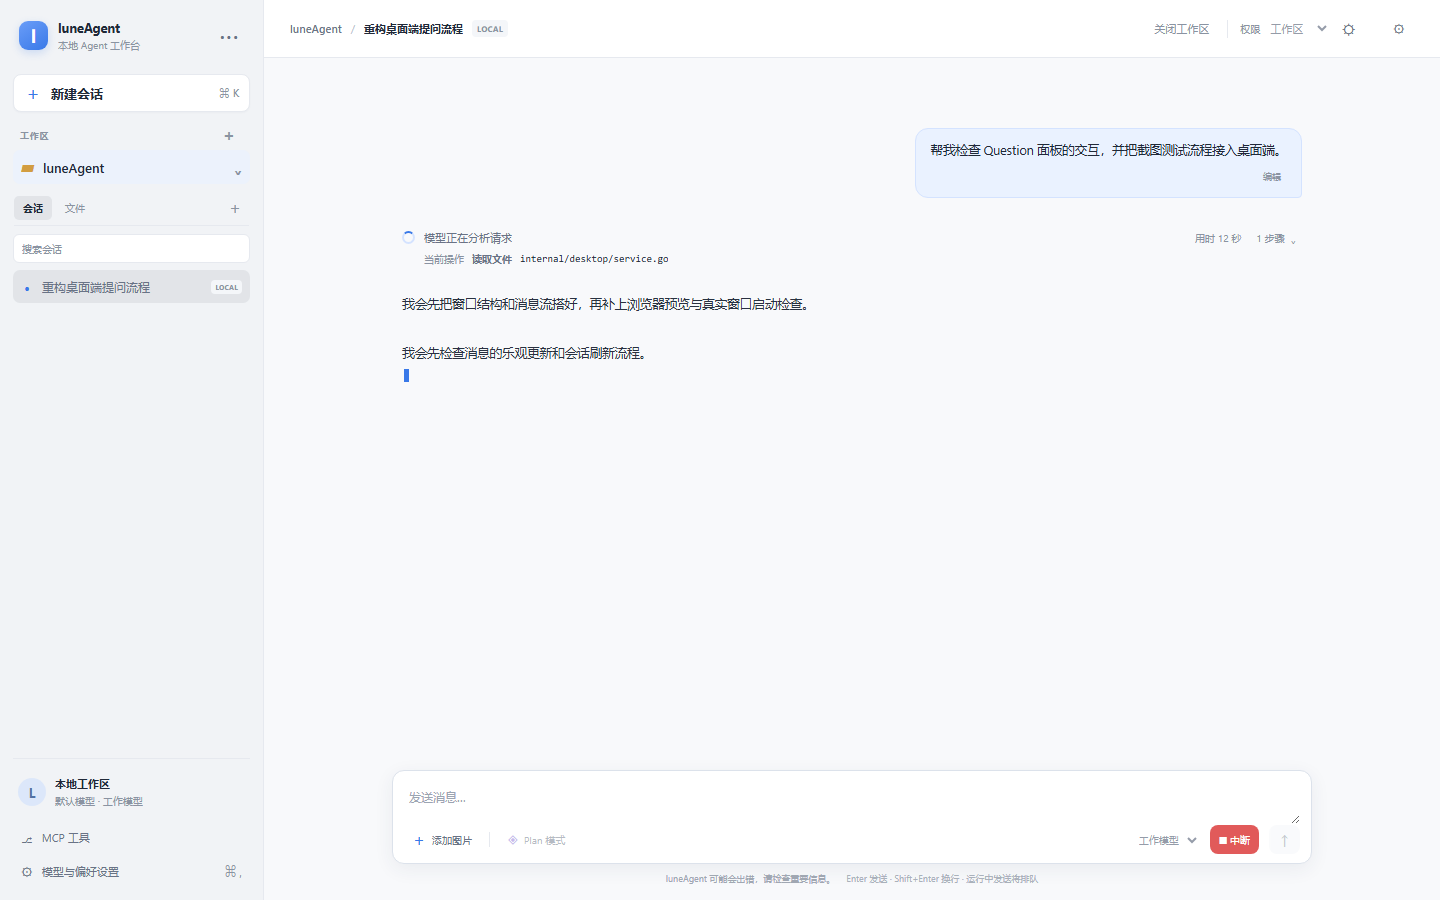 luneAgent
本地 Agent 工作台
新建会话 ⌘ K
工作区
luneAgent
会话 文件
搜索会话
重构桌面端提问流程 LOCAL
本地工作区
默认模型 · 工作模型
MCP 工具
模型与偏好设置 ⌘ ,
luneAgent / 重构桌面端提问流程 LOCAL
关闭工作区 权限 工作区
帮我检查 Question 面板的交互，并把截图测试流程接入桌面端。
编辑
模型正在分析请求
用时 12 秒 1 步骤
当前操作 读取文件 internal/desktop/service.go
我会先把窗口结构和消息流搭好，再补上浏览器预览与真实窗口启动检查。
我会先检查消息的乐观更新和会话刷新流程。
发送消息...
添加图片 Plan 模式 工作模型 中断
luneAgent 可能会出错，请检查重要信息。 Enter 发送 · Shift+Enter 换行 · 运行中发送将排队